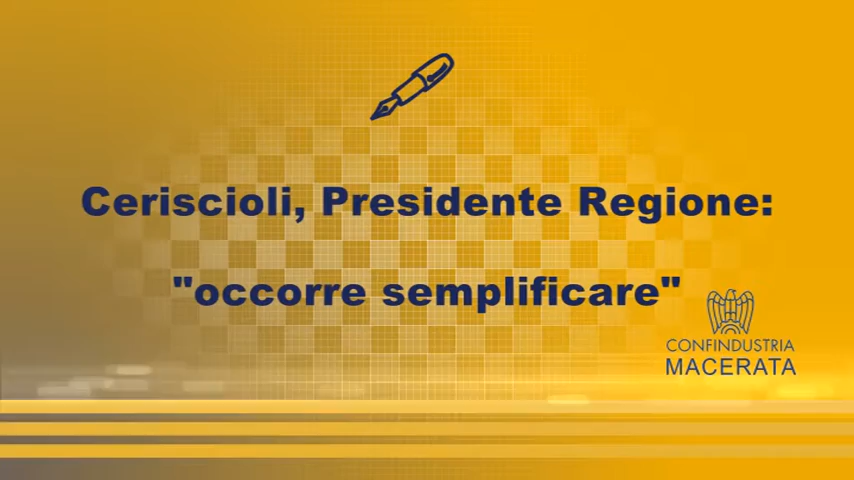 Ceriscioli, Presidente Regione:
"occorre semplificare"
CONFINDUSTRIA
MACERATA